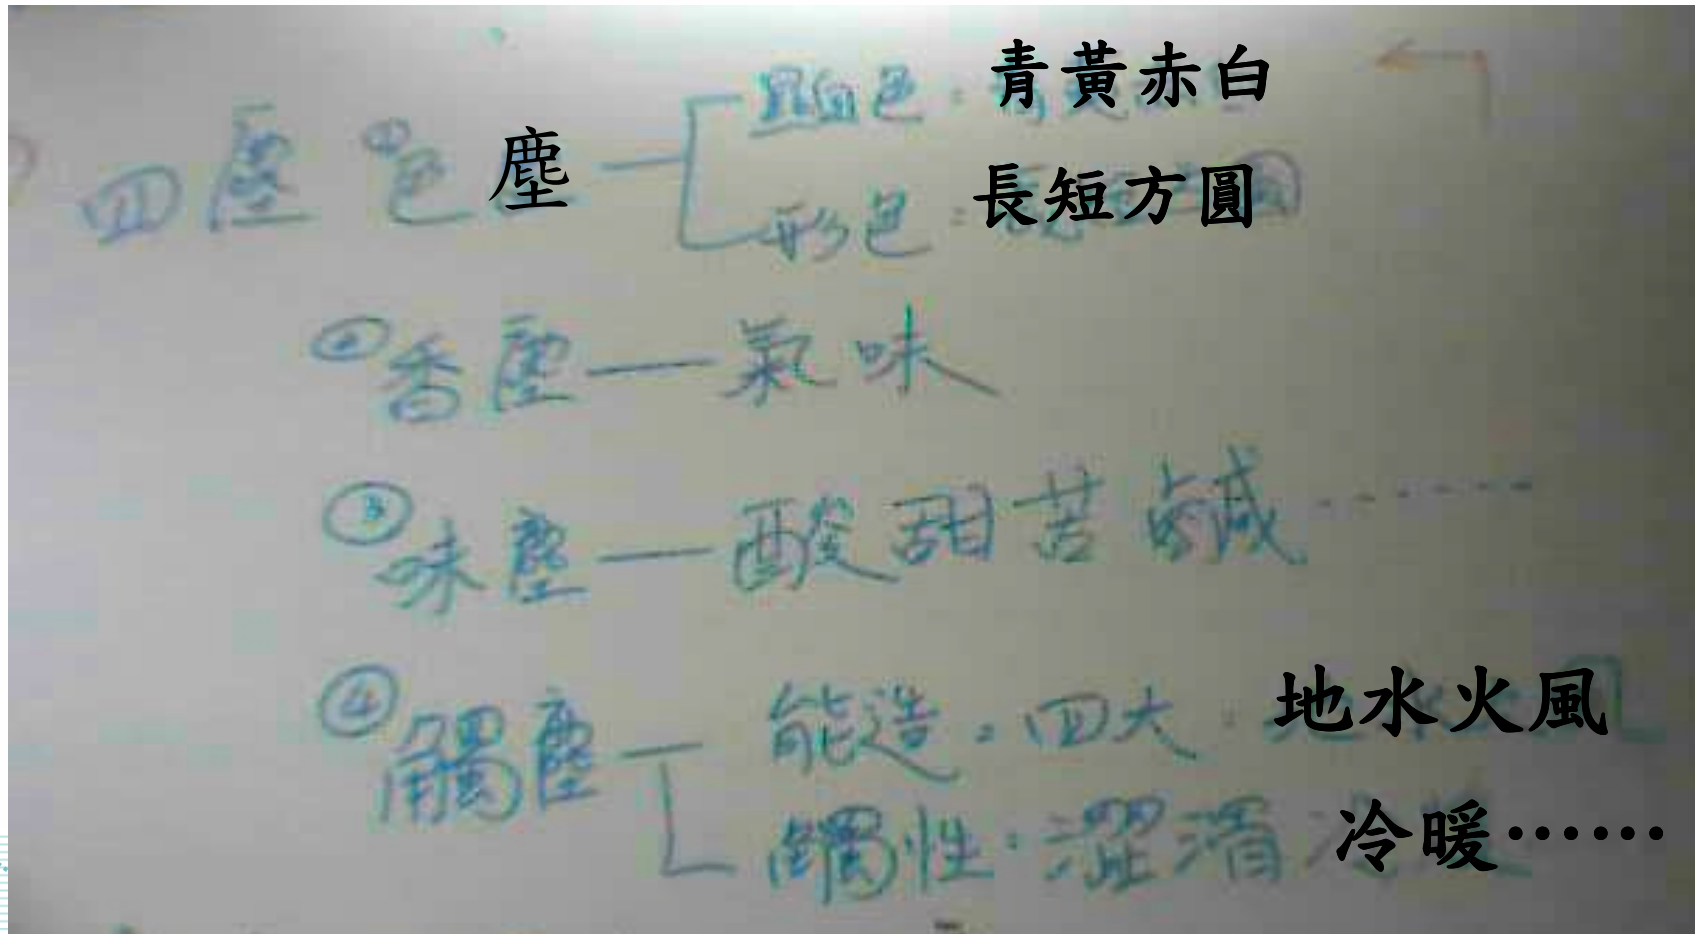 四塵 ①色塵 — 顯色：青黃赤白
形色：長短方圓
②香塵 — 氣味
③味塵 — 酸甜苦鹹……
④觸塵 — 能造：四大：地水火風
觸性：澀滑冷暖……